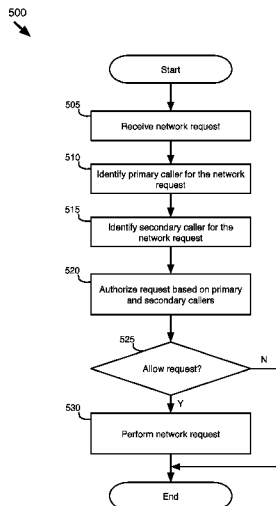 500
Start
505
Receive network request
510
Identify primary caller for the network
request
515
Identify secondary caller for the
network request
520
Authorize request based on primary
and secondary callers
525
Allow request?
N
Y
530
Perform network request
End